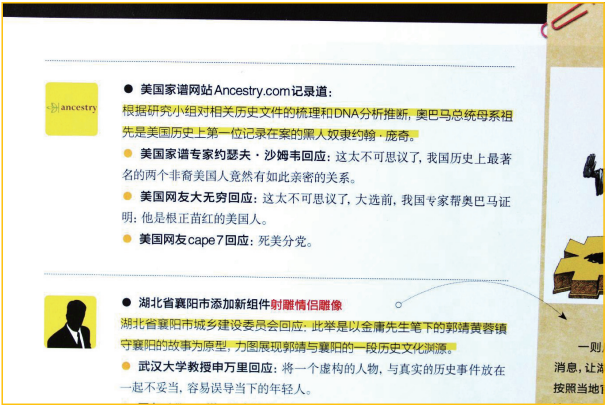 ancestry
● 美国家谱网站Ancestry.com记录道:
根据研究小组对相关历史文件的梳理和DNA分析推断,奥巴马总统母系祖
先是美国历史上第一位记录在案的黑人奴隶约翰·庞奇。
● 美国家谱专家约瑟夫·沙姆韦回应:这太不可思议了,我国历史上最著
名的两个非裔美国人竟然有如此亲密的关系。
● 美国网友大无穷回应:这太不可思议了,大选前,我国专家帮奥巴马证
明:他是根正苗红的美国人。
● 美国网友cape 7回应:死美分党。
● 湖北省襄阳市添加新组件射雕情侣雕像
湖北省襄阳市城乡建设委员会回应:此举是以金庸先生笔下的郭靖黄蓉镇
守襄阳的故事为原型,力图展现郭靖与襄阳的一段历史文化渊源。
● 武汉大学教授申万里回应:将一个虚构的人物,与真实的历史事件放在
一起不妥当,容易误导当下的年轻人。
一则
消息,让湖
按照当地官